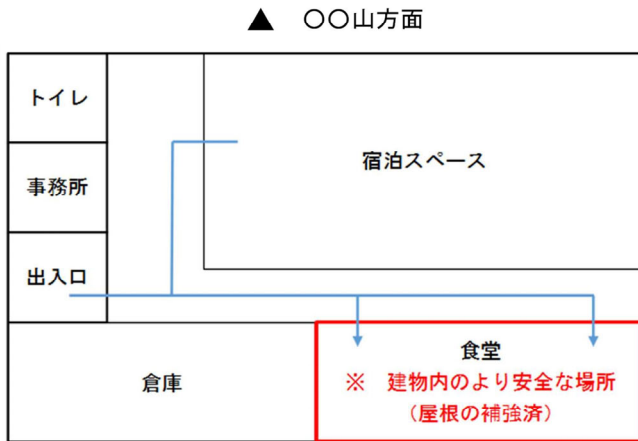 ▲ 〇〇山方面
トイレ
事務所
宿泊スペース
出入口
倉庫
食堂
※ 建物内のより安全な場所
（屋根の補強済）